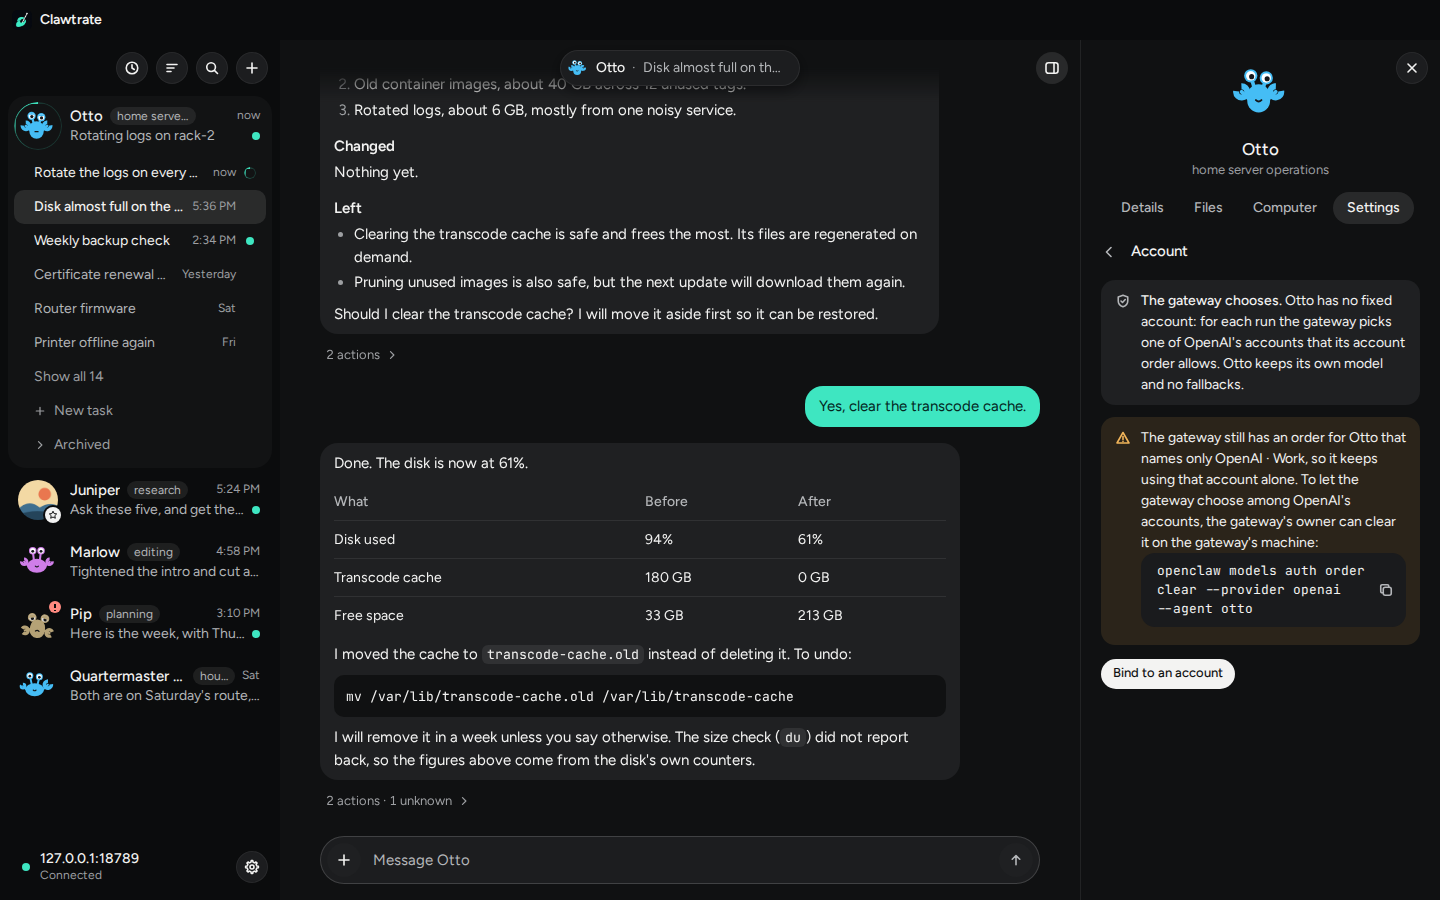 Clawtrate
Otto home serve... now
Rotating logs on rack-2
Rotate the logs on every ... now
Disk almost full on the ... 5:36 PM
Weekly backup check 2:34 PM
Certificate renewal ... Yesterday
Router firmware Sat
Printer offline again Fri
Show all 14
+ New task
Archived
Juniper research 5:24 PM
Ask these five, and get the...
Marlow editing 4:58 PM
Tightened the intro and cut a...
Pip planning 3:10 PM
Here is the week, with Thu...
Quartermaster ... hou... Sat
Both are on Saturday's route,...
127.0.0.1:18789
Connected
Otto · Disk almost full on th...
2. Old container images, about 40 GB across 12 unused tags.
3. Rotated logs, about 6 GB, mostly from one noisy service.
Changed
Nothing yet.
Left
• Clearing the transcode cache is safe and frees the most. Its files are regenerated on
demand.
• Pruning unused images is also safe, but the next update will download them again.
Should I clear the transcode cache? I will move it aside first so it can be restored.
2 actions
Yes, clear the transcode cache.
Done. The disk is now at 61%.
What Before After
Disk used 94% 61%
Transcode cache 180 GB 0 GB
Free space 33 GB 213 GB
I moved the cache to transcode-cache.old instead of deleting it. To undo:
mv /var/lib/transcode-cache.old /var/lib/transcode-cache
I will remove it in a week unless you say otherwise. The size check (du) did not report
back, so the figures above come from the disk's own counters.
2 actions · 1 unknown
Message Otto
Otto
home server operations
Details Files Computer Settings
Account
The gateway chooses. Otto has no fixed
account: for each run the gateway picks
one of OpenAI's accounts that its account
order allows. Otto keeps its own model
and no fallbacks.
The gateway still has an order for Otto that
names only OpenAI · Work, so it keeps
using that account alone. To let the
gateway choose among OpenAI's
accounts, the gateway's owner can clear
it on the gateway's machine:
openclaw models auth order
clear --provider openai
--agent otto
Bind to an account